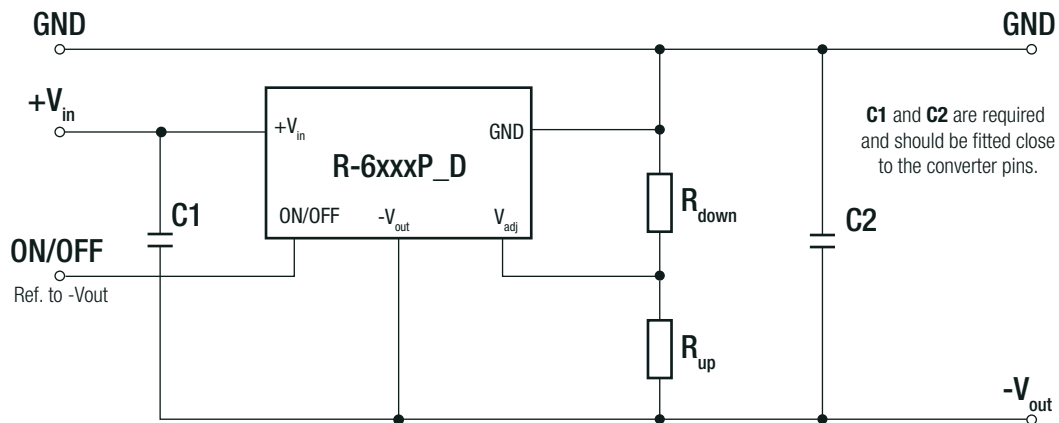 GND
GND
+Vin
+Vin
GND
R-6xxxP_D
ON/OFF
-Vout
Vadj
C1
ON/OFF
Ref. to -Vout
Rdown
Rup
C2
C1 and C2 are required
and should be fitted close
to the converter pins.
-Vout